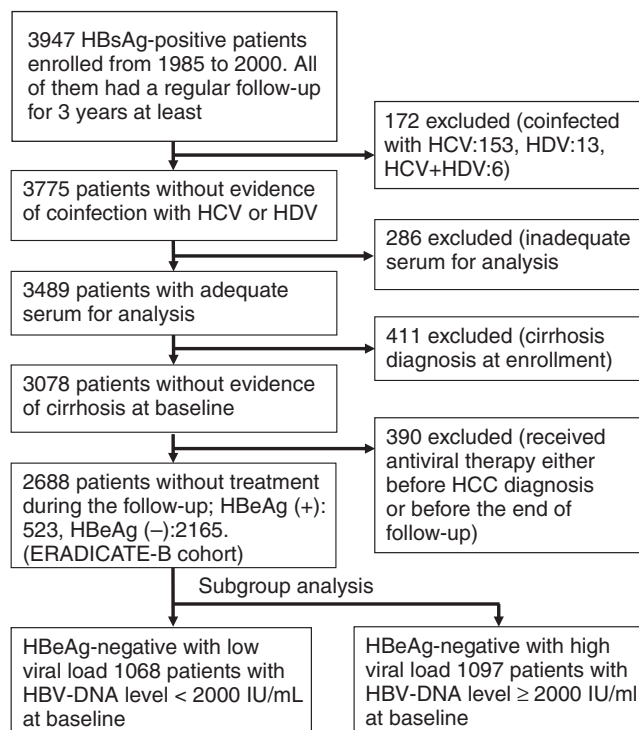 3947 HBsAg-positive patients
enrolled from 1985 to 2000. All
of them had a regular follow-up
for 3 years at least
172 excluded (coinfected
with HCV:153, HDV:13,
HCV+HDV:6)
3775 patients without evidence
of coinfection with HCV or HDV
286 excluded (inadequate
serum for analysis
3489 patients with adequate
serum for analysis
411 excluded (cirrhosis
diagnosis at enrollment)
3078 patients without evidence
of cirrhosis at baseline
390 excluded (received
antiviral therapy either
before HCC diagnosis
or before the end of
follow-up)
2688 patients without treatment
during the follow-up; HBeAg (+):
523, HBeAg (–):2165.
(ERADICATE-B cohort)
Subgroup analysis
HBeAg-negative with low
viral load 1068 patients with
HBV-DNA level < 2000 IU/mL
at baseline
HBeAg-negative with high
viral load 1097 patients with
HBV-DNA level ≥ 2000 IU/ml
at baseline